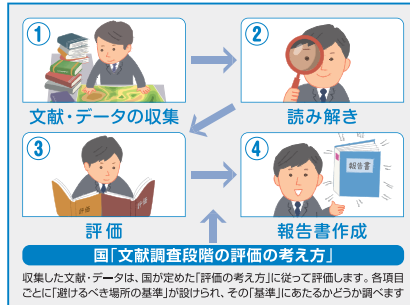 ①
②
文献・データの収集
読み解き
③
④
評価
評価
報告書
評価
報告書作成
国「文献調査段階の評価の考え方」
収集した文献・データは、国が定めた「評価の考え方」に従って評価します。各項目
ごとに「避けるべき場所の基準」が設けられ、その「基準」にあたるかどうか調べます